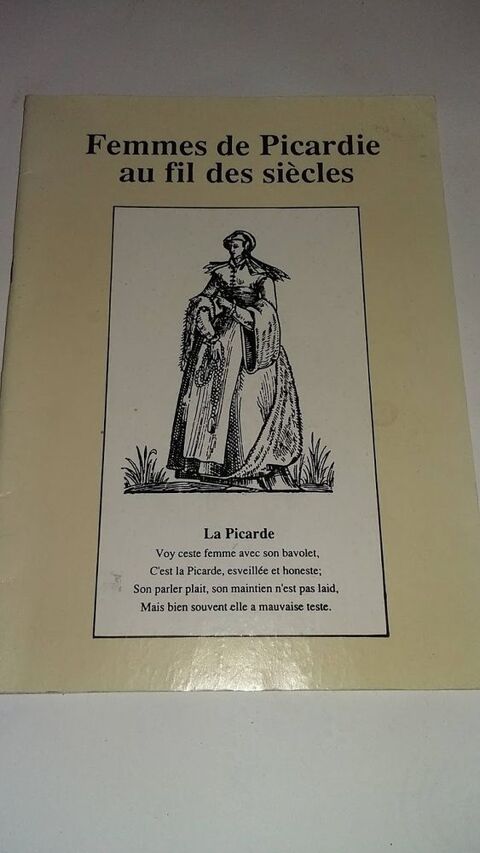 Femmes de Picardie
au fil des siècles
La Picarde
Voy ceste femme avec son bavolet,
C'est la Picarde, esveillée et honeste;
Son parler plait, son maintien n'est pas laid,
Mais bien souvent elle a mauvaise teste.